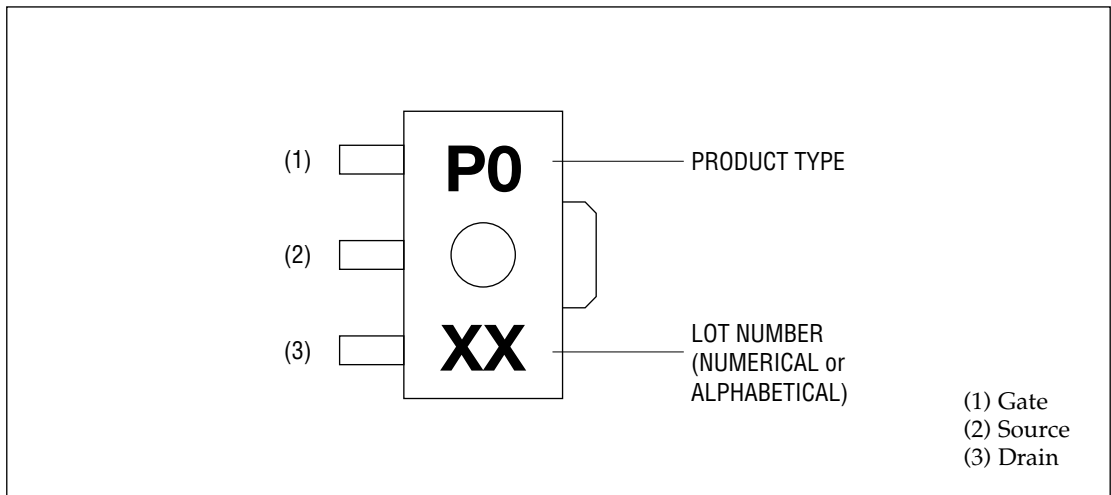 (1)
P0
PRODUCT TYPE
(2)
(3)
XX
LOT NUMBER
(NUMERICAL or
ALPHABETICAL)
(1) Gate
(2) Source
(3) Drain